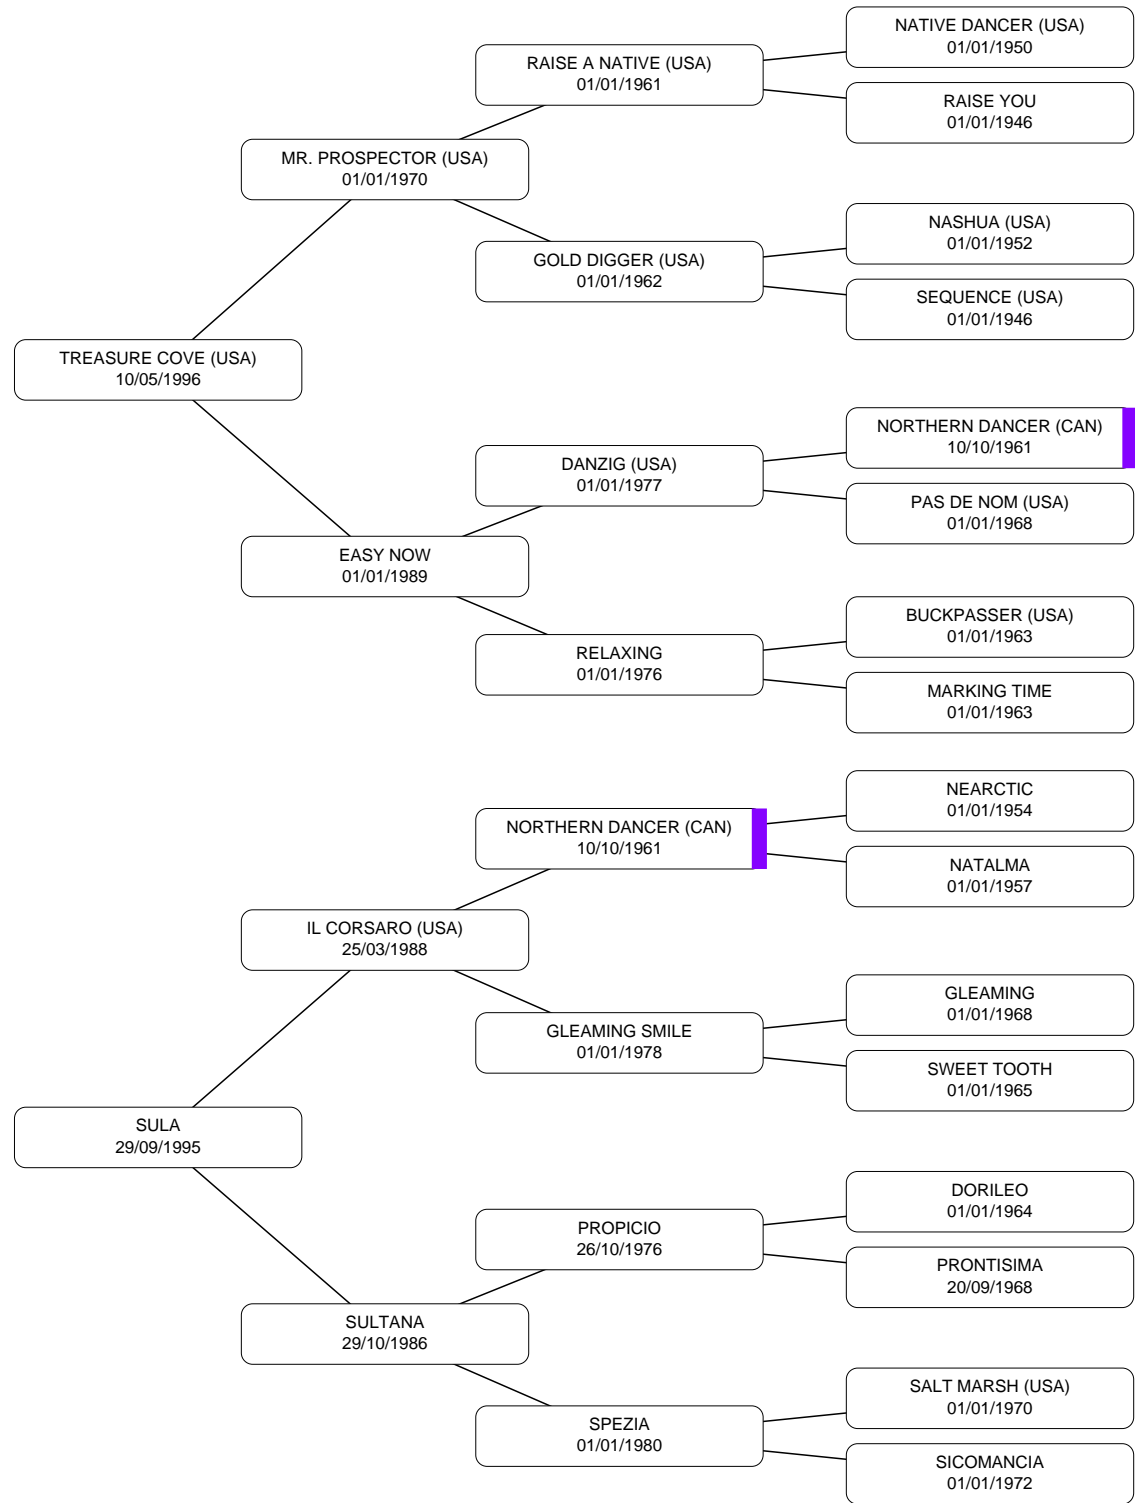 NATIVE DANCER (USA)
01/01/1950
RAISE A NATIVE (USA)
01/01/1961
RAISE YOU
01/01/1946
MR. PROSPECTOR (USA)
01/01/1970
NASHUA (USA)
01/01/1952
GOLD DIGGER (USA)
01/01/1962
SEQUENCE (USA)
01/01/1946
TREASURE COVE (USA)
10/05/1996
NORTHERN DANCER (CAN)
10/10/1961
DANZIG (USA)
01/01/1977
PAS DE NOM (USA)
01/01/1968
EASY NOW
01/01/1989
BUCKPASSER (USA)
01/01/1963
RELAXING
01/01/1976
MARKING TIME
01/01/1963
NEARCTIC
01/01/1954
NORTHERN DANCER (CAN)
10/10/1961
NATALMA
01/01/1957
IL CORSARO (USA)
25/03/1988
GLEAMING
01/01/1968
GLEAMING SMILE
01/01/1978
SWEET TOOTH
01/01/1965
SULA
29/09/1995
DORILEO
01/01/1964
PROPICIO
26/10/1976
PRONTISIMA
20/09/1968
SULTANA
29/10/1986
SALT MARSH (USA)
01/01/1970
SPEZIA
01/01/1980
SICOMANCIA
01/01/1972